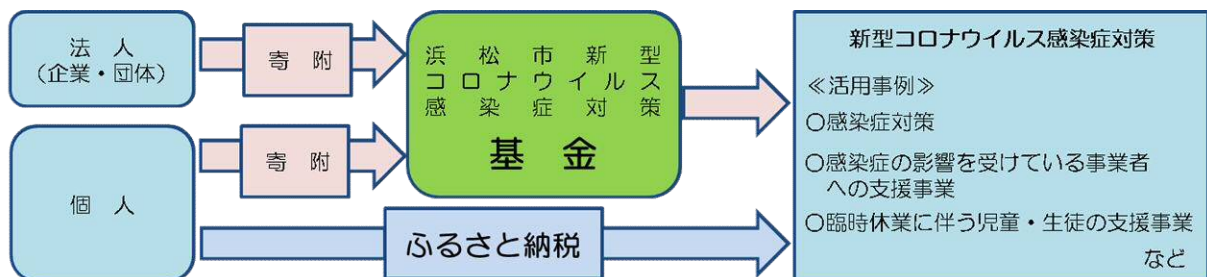 法　人
（企業・団体）
寄　附
浜松市新型
コロナウイルス
感染症対策
基　金
個　人
寄　附
ふるさと納税
新型コロナウイルス感染症対策
≪活用事例≫
○感染症対策
○感染症の影響を受けている事業者
への支援事業
○臨時休業に伴う児童・生徒の支援事業
など